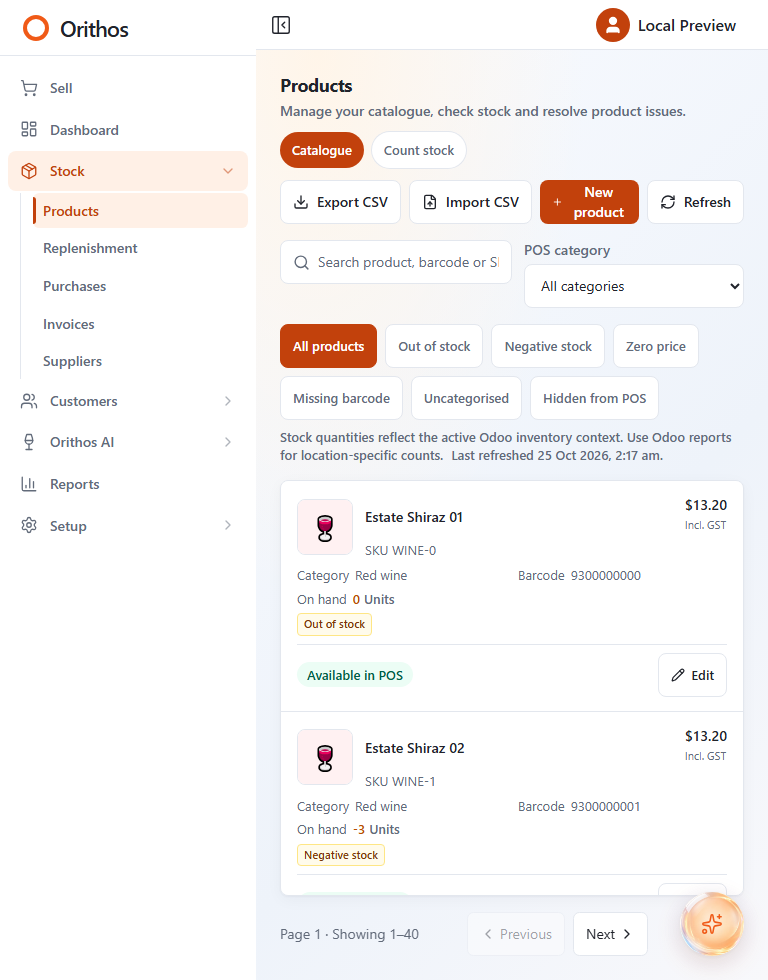 Orithos
Local Preview
Sell
Dashboard
Stock
Products
Replenishment
Purchases
Invoices
Suppliers
Customers
Orithos AI
Reports
Setup
Products
Manage your catalogue, check stock and resolve product issues.
Catalogue
Count stock
Export CSV
Import CSV
New
product
Refresh
Search product, barcode or S
POS category
All categories
All products
Out of stock
Negative stock
Zero price
Missing barcode
Uncategorised
Hidden from POS
Stock quantities reflect the active Odoo inventory context. Use Odoo reports
for location-specific counts. Last refreshed 25 Oct 2026, 2:17 am.
Estate Shiraz 01
$13.20
Incl. GST
SKU WINE-0
Category Red wine
Barcode 9300000000
On hand 0 Units
Out of stock
Available in POS
Edit
Estate Shiraz 02
$13.20
Incl. GST
SKU WINE-1
Category Red wine
Barcode 9300000001
On hand -3 Units
Negative stock
Page 1 · Showing 1–40
Previous
Next